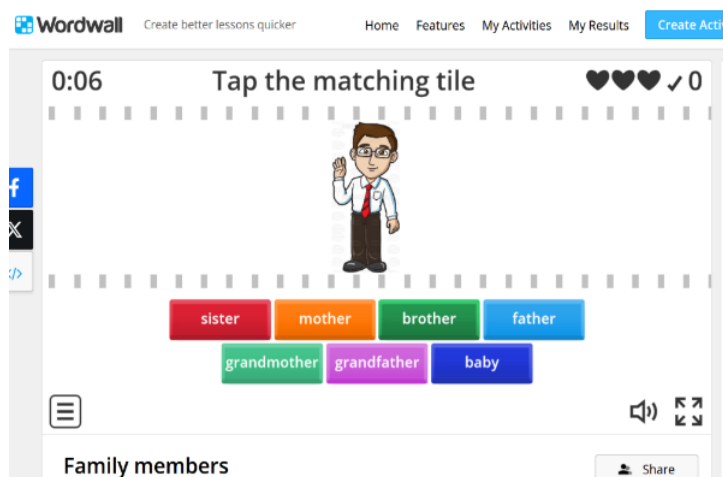 Wordwall Create better lessons quicker Home Features My Activities My Results Create Acti
0:06 Tap the matching tile 0
sister mother brother father
grandmother grandfather baby
Family members Share